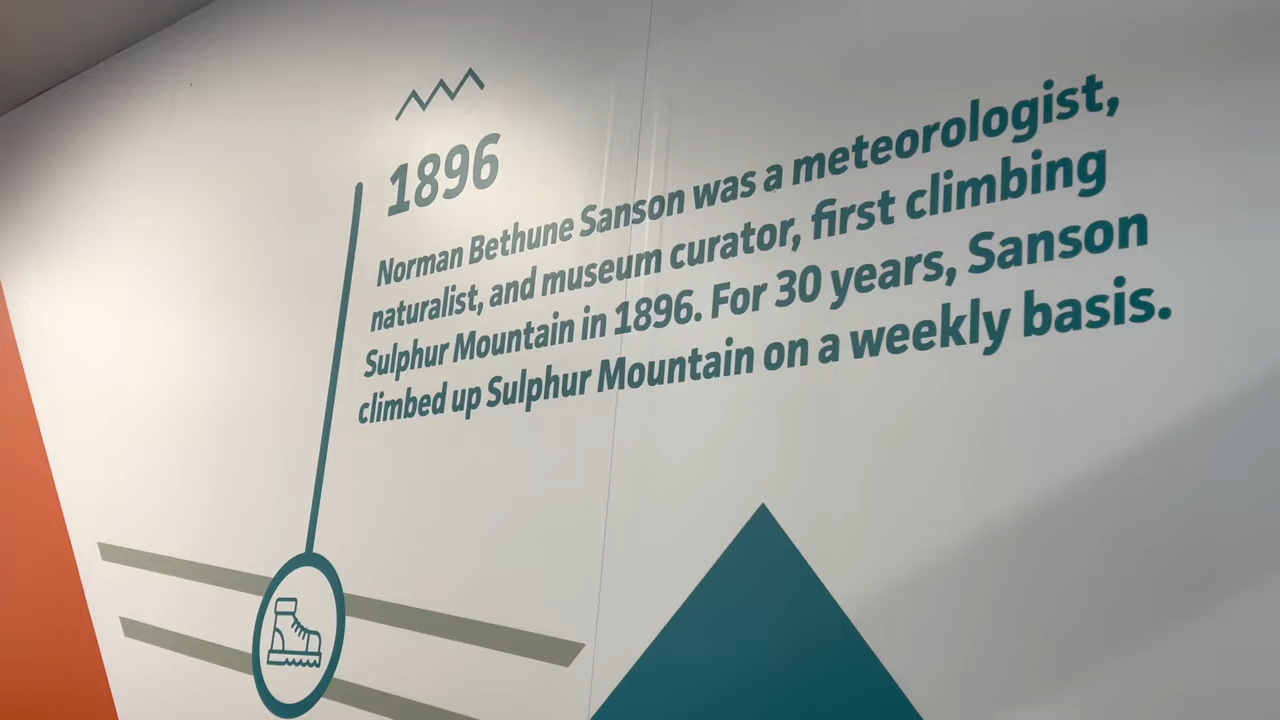 1896
Norman Bethune Sanson was a meteorologist,
naturalist, and museum curator, first climbing
Sulphur Mountain in 1896. For 30 years, Sanson
climbed up Sulphur Mountain on a weekly basis.